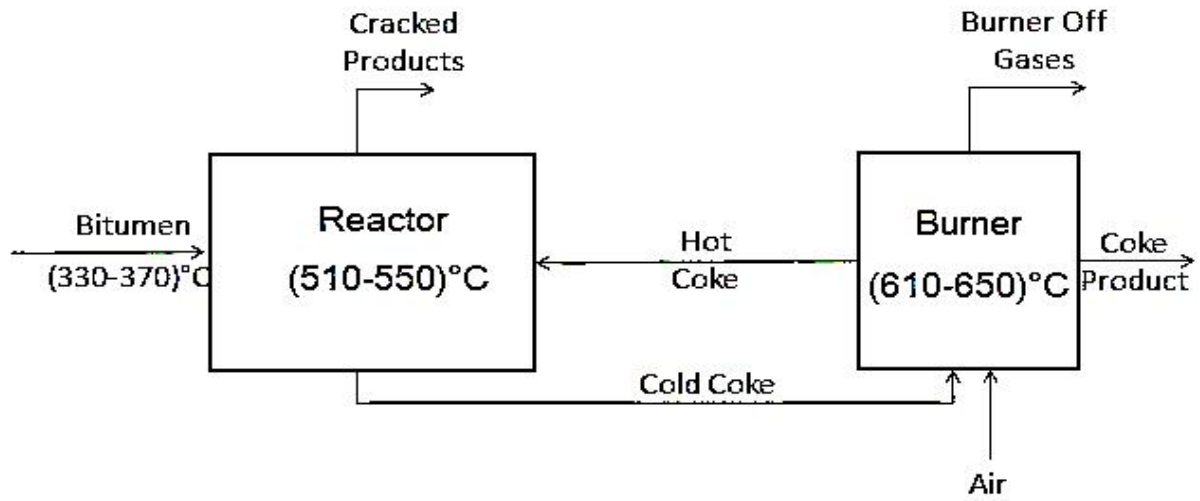 Cracked
Products
Burner Off
Gases
Bitumen
(330-370)°C
Reactor
(510-550)°C
Hot
Coke
Burner
(610-650)°C
Coke
Product
Cold Coke
Air